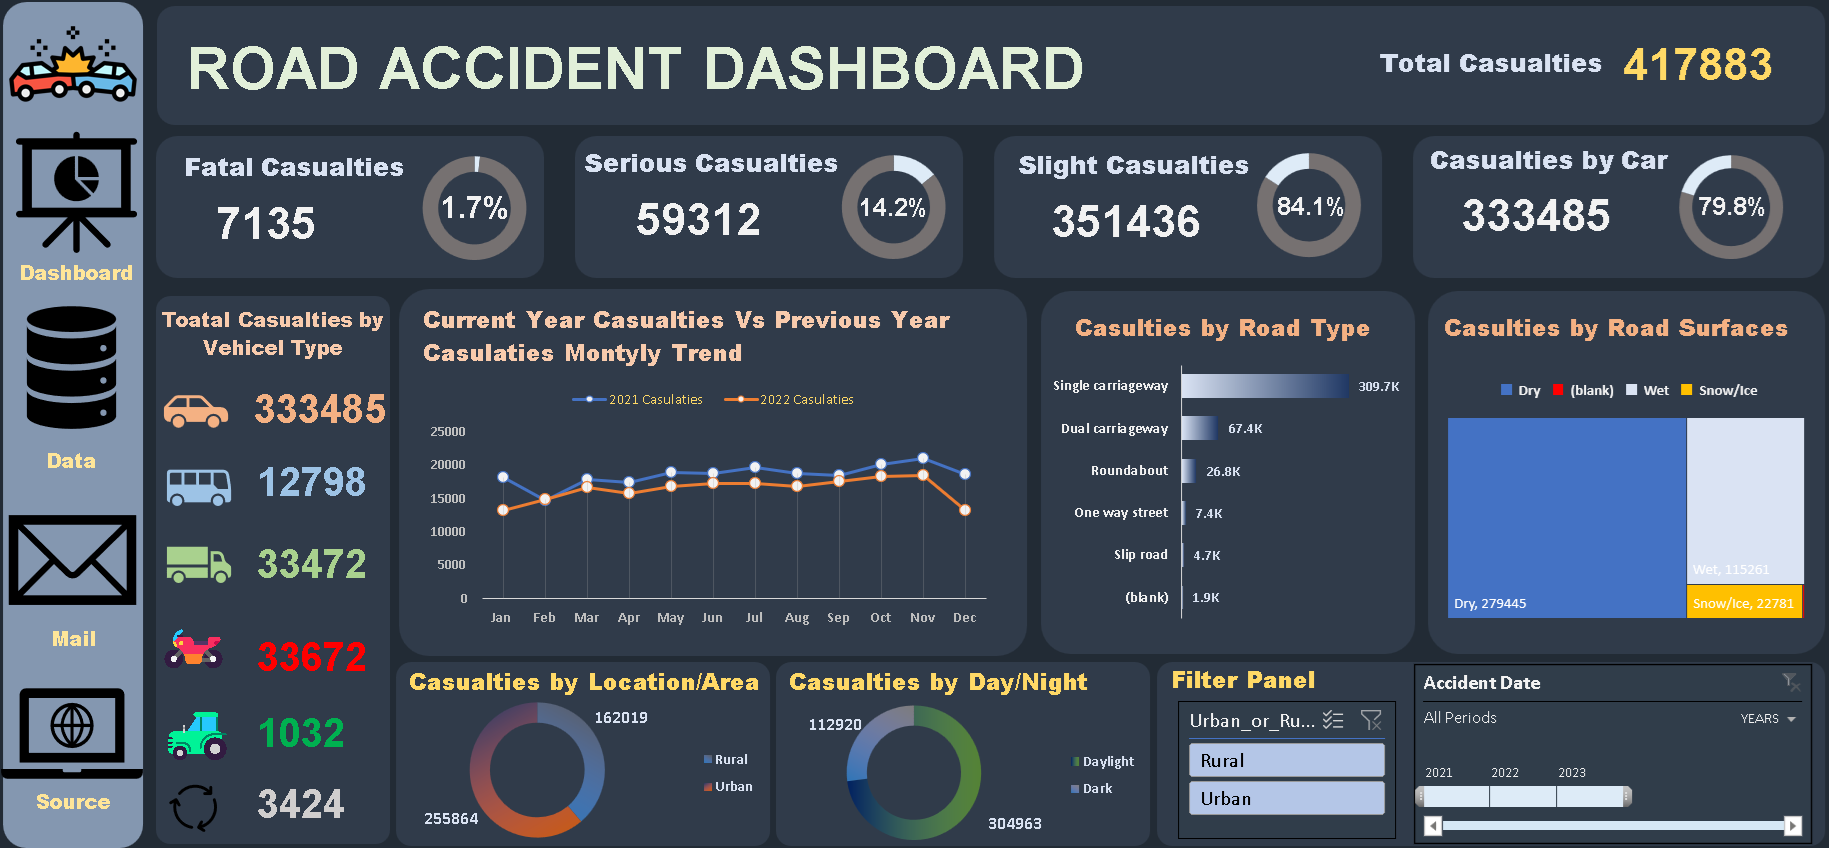 ROAD ACCIDENT DASHBOARD
Total Casualties 417883
Dashboard
Data
Mail
Source
Fatal Casualties
7135
1.7%
Serious Casualties
59312
14.2%
Slight Casualties
351436
84.1%
Casualties by Car
333485
79.8%
Toatal Casualties by
Vehicel Type
333485
12798
33472
33672
1032
3424
Current Year Casualties Vs Previous Year
Casulaties Montyly Trend
2021 Casulaties 2022 Casulaties
25000
20000
15000
10000
5000
0
Jan Feb Mar Apr May Jun Jul Aug Sep Oct Nov Dec
Casulties by Road Type
Single carriageway 309.7K
Dual carriageway 67.4K
Roundabout 26.8K
One way street 7.4K
Slip road 4.7K
(blank) 1.9K
Casulties by Road Surfaces
Dry (blank) Wet Snow/Ice
Wet, 115261
Dry, 279445
Snow/Ice, 22781
Casualties by Location/Area
162019
Rural
Urban
255864
Casualties by Day/Night
112920
Daylight
Dark
304963
Filter Panel
Urban_or_Ru...
Rural
Urban
Accident Date
All Periods YEARS
2021 2022 2023